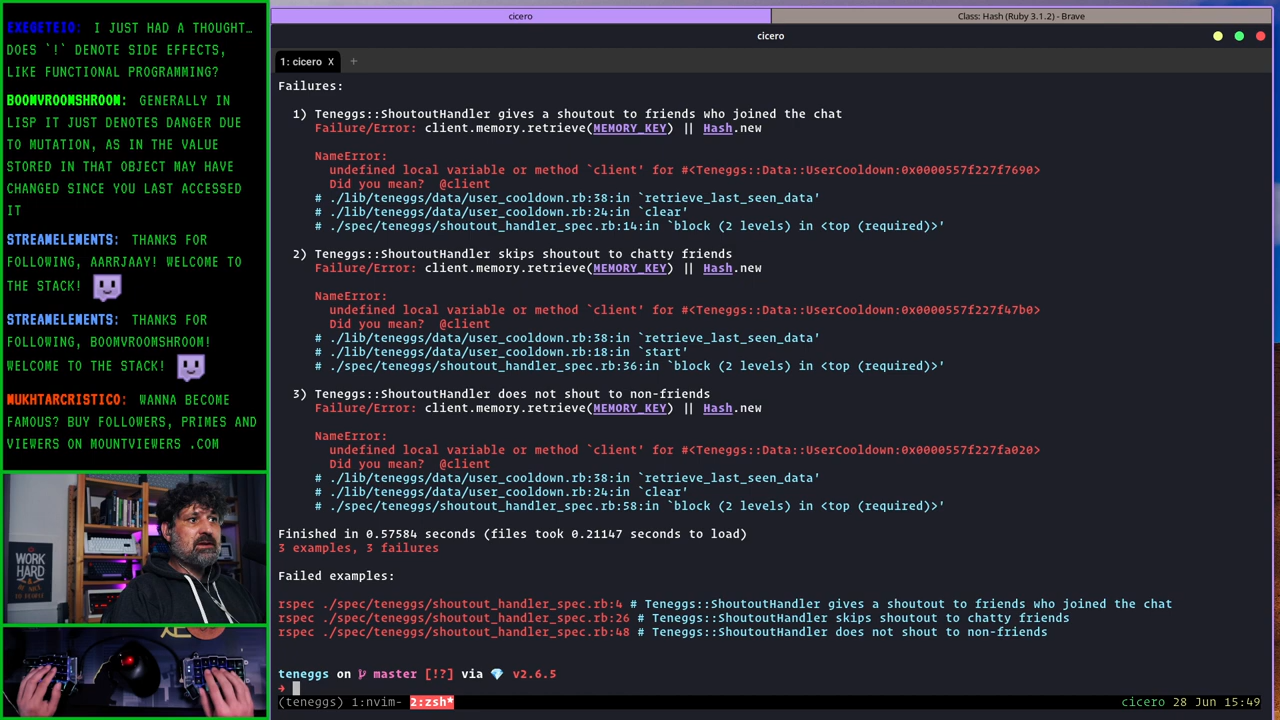 EXEGETEIO: I JUST HAD A THOUGHT…
DOES `!` DENOTE SIDE EFFECTS,
LIKE FUNCTIONAL PROGRAMMING?
BOOMVROOMSHROOM: GENERALLY IN
LISP IT JUST DENOTES DANGER DUE
TO MUTATION, AS IN THE VALUE
STORED IN THAT OBJECT MAY HAVE
CHANGED SINCE YOU LAST ACCESSED
IT
STREAMELEMENTS: THANKS FOR
FOLLOWING, AARRJAAY! WELCOME TO
THE STACK!
STREAMELEMENTS: THANKS FOR
FOLLOWING, BOOMVROOMSHROOM!
WELCOME TO THE STACK!
MUKHTARCRISTICO: WANNA BECOME
FAMOUS? BUY FOLLOWERS, PRIMES AND
VIEWERS ON MOUNTVIEWERS .COM
WORK
HARD
cicero
Class: Hash (Ruby 3.1.2) - Brave
cicero
1: cicero X +
Failures:
1) Teneggs::ShoutoutHandler gives a shoutout to friends who joined the chat
Failure/Error: client.memory.retrieve(MEMORY_KEY) || Hash.new
NameError:
undefined local variable or method `client' for #<Teneggs::Data::UserCooldown:0x0000557f227f7690>
Did you mean? @client
# ./lib/teneggs/data/user_cooldown.rb:38:in `retrieve_last_seen_data'
# ./lib/teneggs/data/user_cooldown.rb:24:in `clear'
# ./spec/teneggs/shoutout_handler_spec.rb:14:in `block (2 levels) in <top (required)>'
2) Teneggs::ShoutoutHandler skips shoutout to chatty friends
Failure/Error: client.memory.retrieve(MEMORY_KEY) || Hash.new
NameError:
undefined local variable or method `client' for #<Teneggs::Data::UserCooldown:0x0000557f227f47b0>
Did you mean? @client
# ./lib/teneggs/data/user_cooldown.rb:38:in `retrieve_last_seen_data'
# ./lib/teneggs/data/user_cooldown.rb:18:in `start'
# ./spec/teneggs/shoutout_handler_spec.rb:36:in `block (2 levels) in <top (required)>'
3) Teneggs::ShoutoutHandler does not shout to non-friends
Failure/Error: client.memory.retrieve(MEMORY_KEY) || Hash.new
NameError:
undefined local variable or method `client' for #<Teneggs::Data::UserCooldown:0x0000557f227fa020>
Did you mean? @client
# ./lib/teneggs/data/user_cooldown.rb:38:in `retrieve_last_seen_data'
# ./lib/teneggs/data/user_cooldown.rb:24:in `clear'
# ./spec/teneggs/shoutout_handler_spec.rb:58:in `block (2 levels) in <top (required)>'
Finished in 0.57584 seconds (files took 0.21147 seconds to load)
3 examples, 3 failures
Failed examples:
rspec ./spec/teneggs/shoutout_handler_spec.rb:4 # Teneggs::ShoutoutHandler gives a shoutout to friends who joined the chat
rspec ./spec/teneggs/shoutout_handler_spec.rb:26 # Teneggs::ShoutoutHandler skips shoutout to chatty friends
rspec ./spec/teneggs/shoutout_handler_spec.rb:48 # Teneggs::ShoutoutHandler does not shout to non-friends
teneggs on master [!?] via 💎 v2.6.5
→
(teneggs) 1:nvim- 2:zsh* cicero 28 Jun 15:49